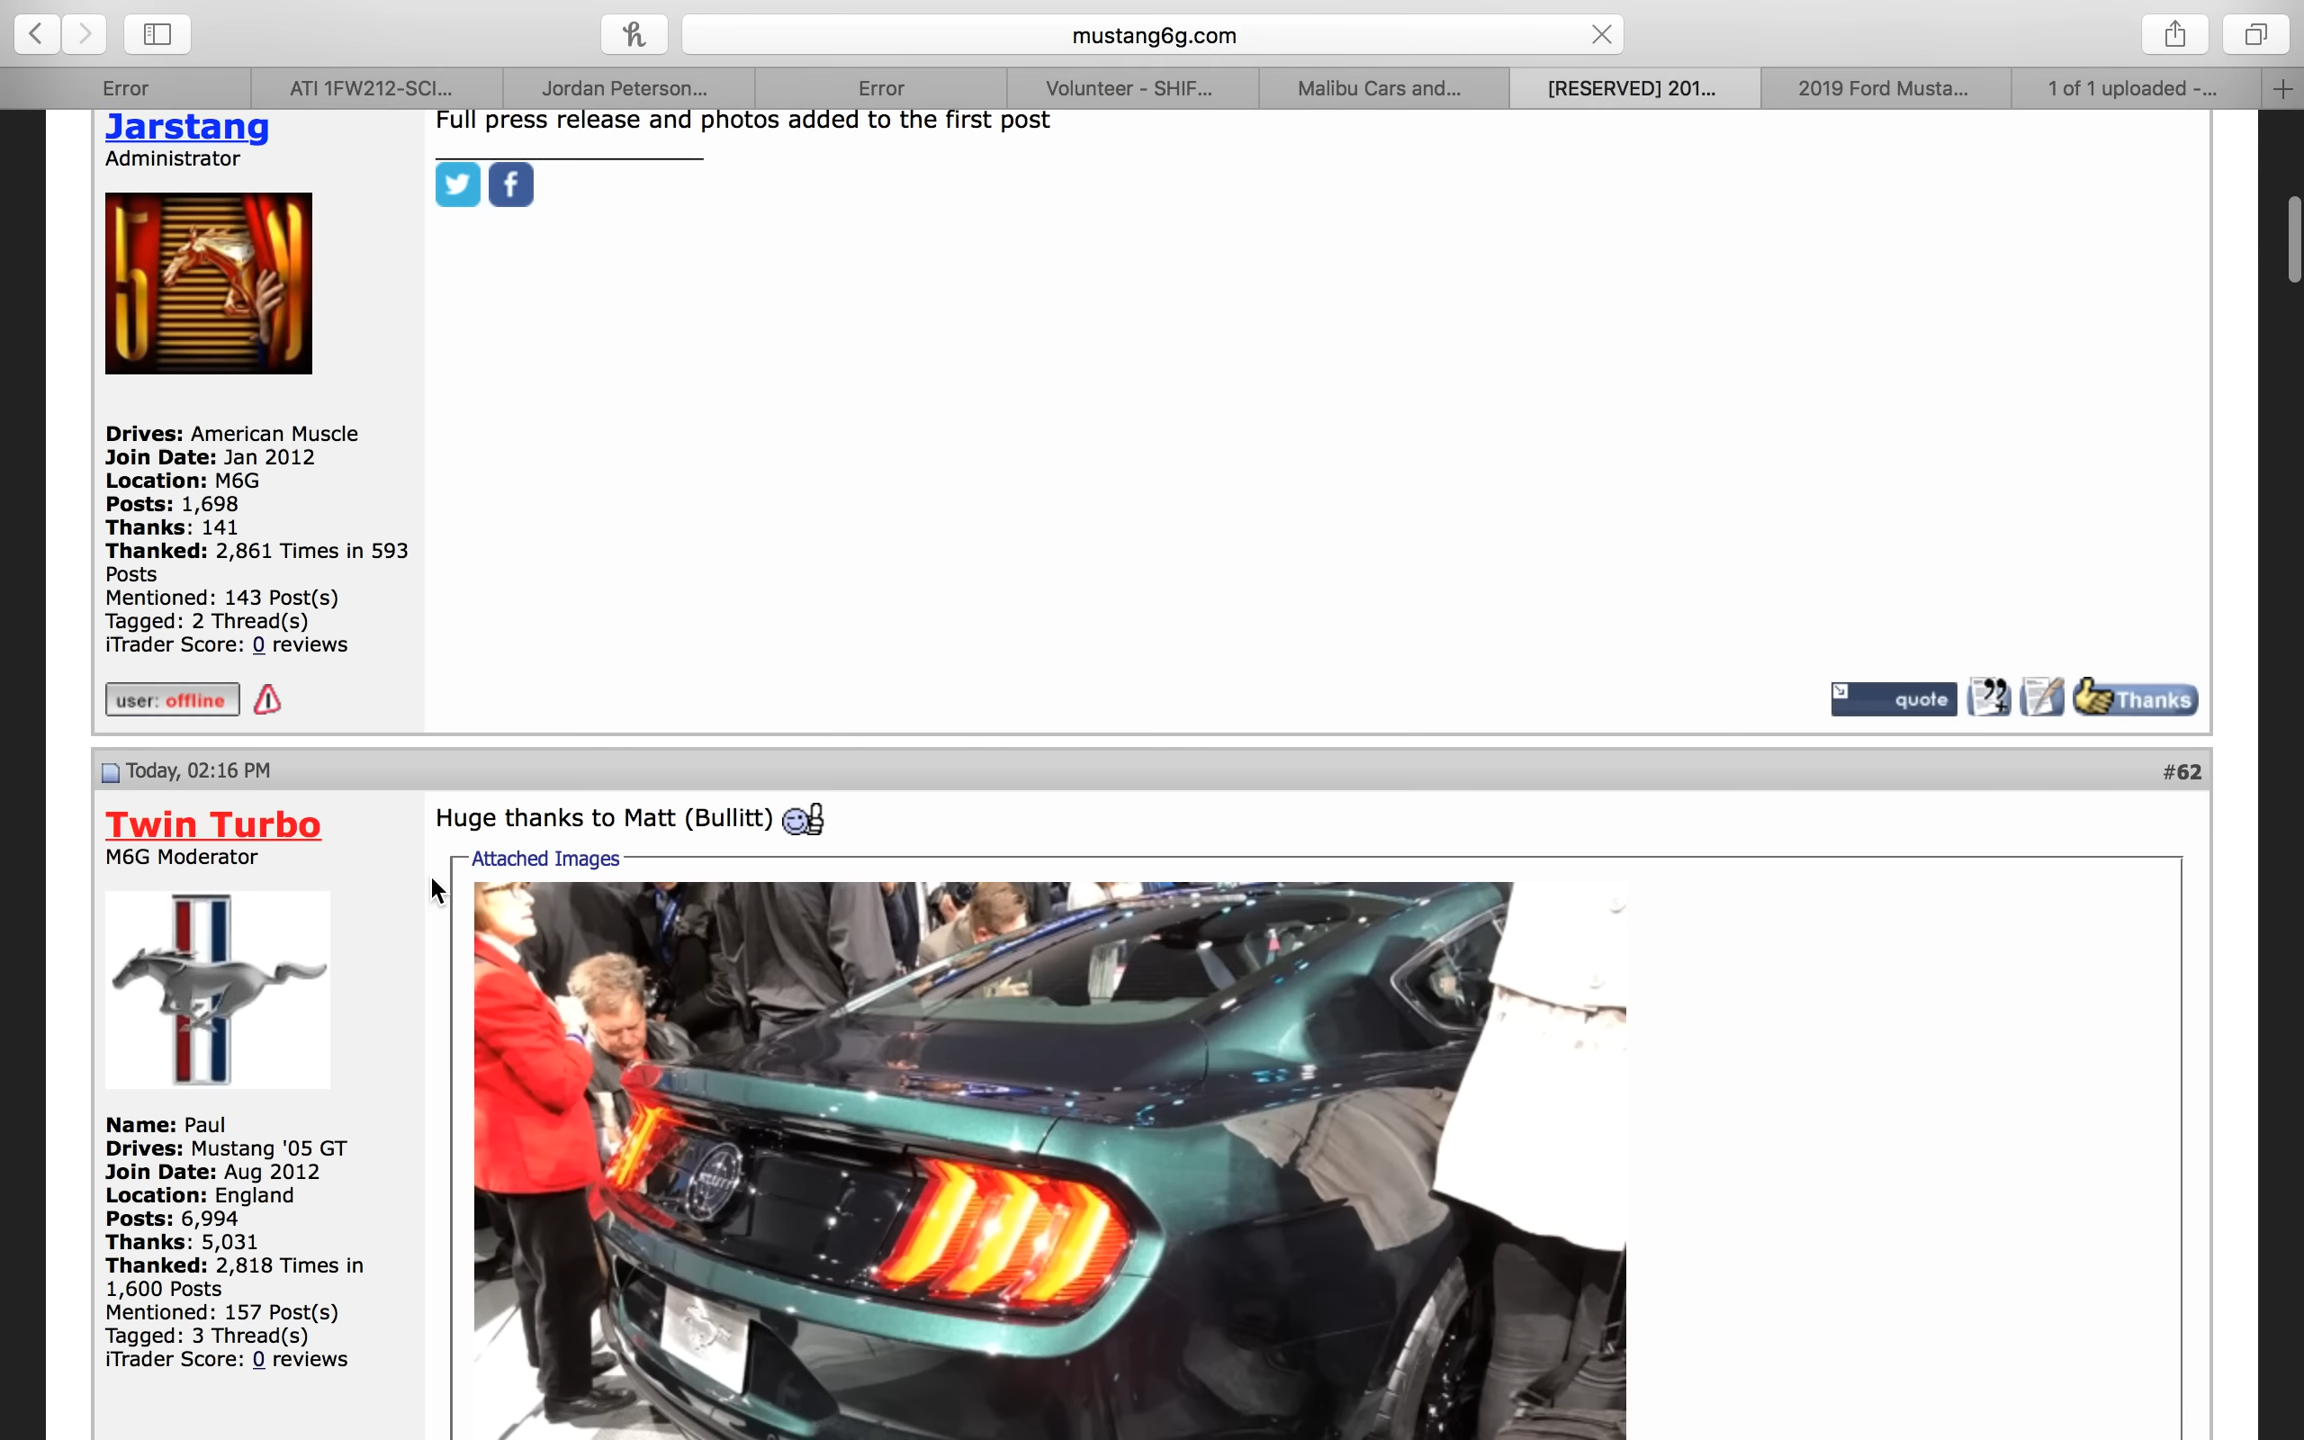 mustang6g.com
Error
ATI 1FW212-SCI...
Jordan Peterson...
Error
Volunteer - SHIF...
Malibu Cars and...
[RESERVED] 201...
2019 Ford Musta...
1 of 1 uploaded -...
Jarstang
Administrator
Full press release and photos added to the first post
Drives: American Muscle
Join Date: Jan 2012
Location: M6G
Posts: 1,698
Thanks: 141
Thanked: 2,861 Times in 593
Posts
Mentioned: 143 Post(s)
Tagged: 2 Thread(s)
iTrader Score: 0 reviews
user: offline
quote
Thanks
Today, 02:16 PM
#62
Twin Turbo
M6G Moderator
Huge thanks to Matt (Bullitt)
Attached Images
Name: Paul
Drives: Mustang '05 GT
Join Date: Aug 2012
Location: England
Posts: 6,994
Thanks: 5,031
Thanked: 2,818 Times in
1,600 Posts
Mentioned: 157 Post(s)
Tagged: 3 Thread(s)
iTrader Score: 0 reviews